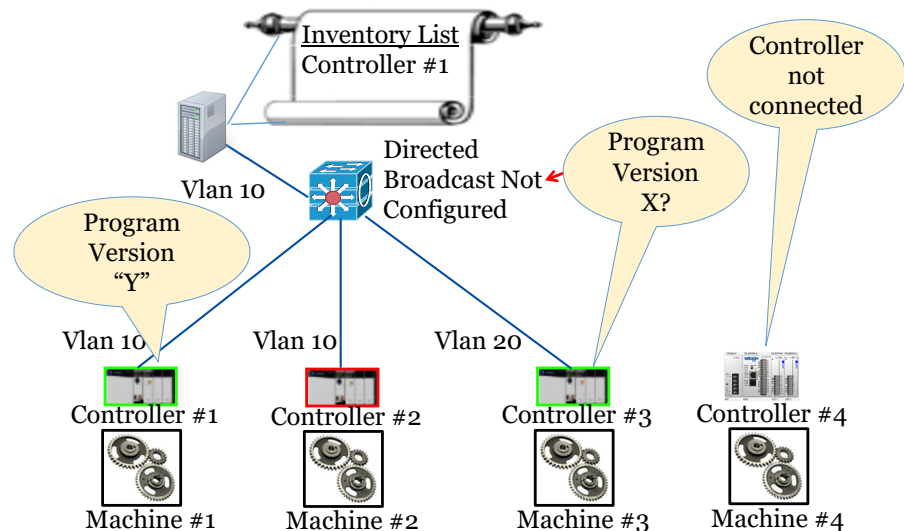 Inventory List
Controller #1
Controller
not
connected
Directed
Broadcast Not
Configured
Program
Version
X?
Vlan 10
Program
Version
“Y”
Vlan 10
Vlan 10
Vlan 20
Controller #1
Controller #2
Controller #3
Controller #4
Machine #1
Machine #2
Machine #3
Machine #4